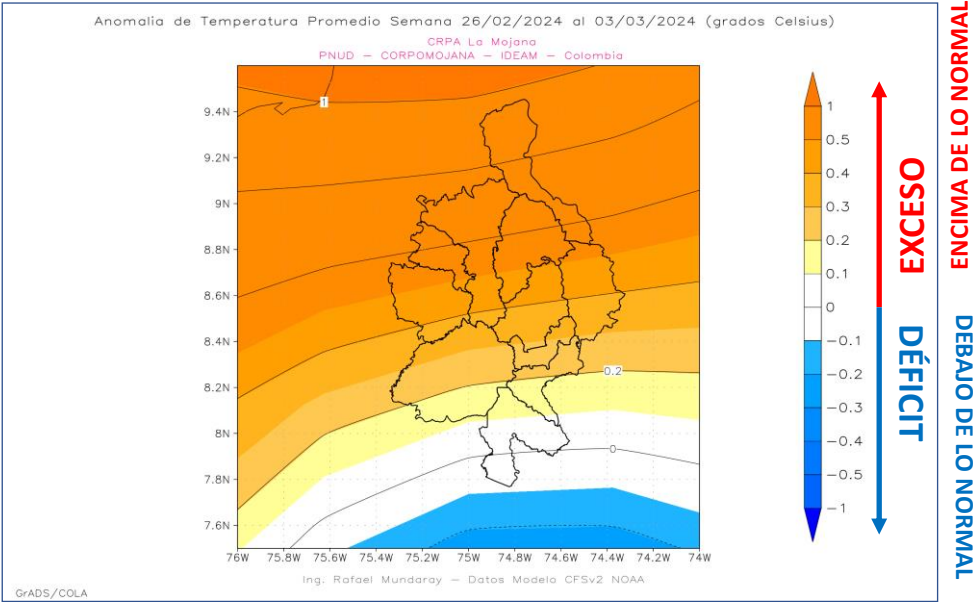 Anomalia de Temperatura Promedio Semana 26/02/2024 al 03/03/2024 (grados Celsius)
CRPA La Mojana
PNUD – CORPOMOJANA – IDEAM – Colombia
9.4N
9.2N
9N
8.8N
8.6N
8.4N
8.2N
8N
7.8N
7.6N
76W 75.8W 75.6W 75.4W 75.2W 75W 74.8W 74.6W 74.4W 74.2W 74W
1
0.2
0
1
0.5
0.4
0.3
0.2
0.1
0
−0.1
−0.2
−0.3
−0.4
−0.5
−1
EXCESO
DÉFICIT
ENCIMA DE LO NORMAL
DEBAJO DE LO NORMAL
Ing. Rafael Mundaray – Datos Modelo CFSv2 NOAA
GrADS/COLA